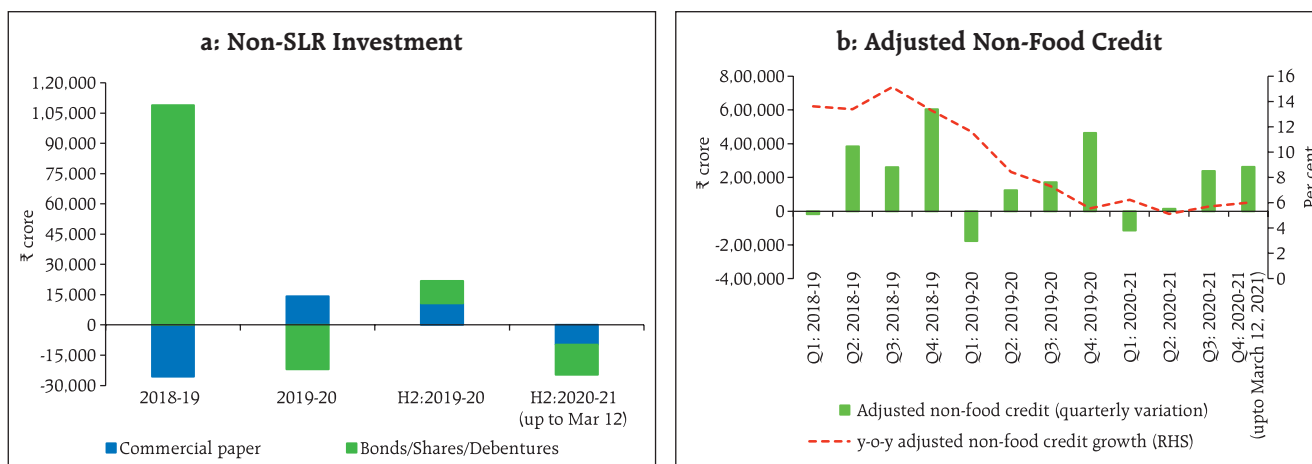 a: Non-SLR Investment
₹ crore
1,20,000
1,05,000
90,000
75,000
60,000
45,000
30,000
15,000
0
-15,000
-30,000
2018-19
2019-20
H2:2019-20
H2:2020-21
(up to Mar 12)
Commercial paper
Bonds/Shares/Debentures
b: Adjusted Non-Food Credit
₹ crore
8,00,000
6,00,000
4,00,000
2,00,000
0
-2,00,000
-4,00,000
16
14
12
10
8
6
4
2
0
Per cent
Q1: 2018-19
Q2: 2018-19
Q3: 2018-19
Q4: 2018-19
Q1: 2019-20
Q2: 2019-20
Q3: 2019-20
Q4: 2019-20
Q1: 2020-21
Q2: 2020-21
Q3: 2020-21
Q4: 2020-21
(upto March 12, 2021)
Adjusted non-food credit (quarterly variation)
y-o-y adjusted non-food credit growth (RHS)